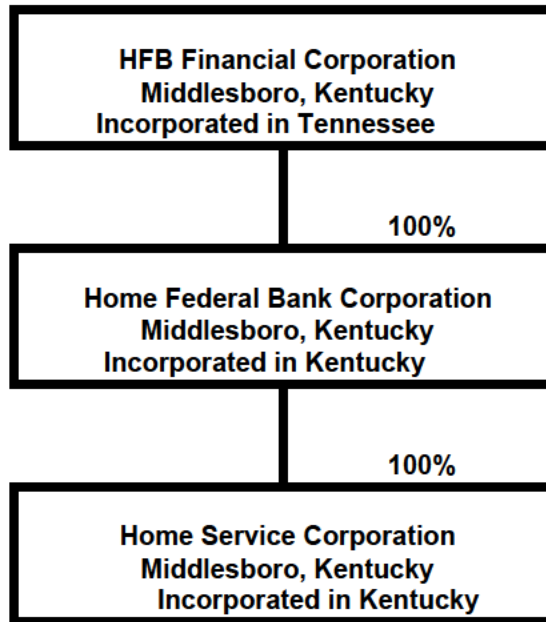 HFB Financial Corporation
Middlesboro, Kentucky
Incorporated in Tennessee
100%
Home Federal Bank Corporation
Middlesboro, Kentucky
Incorporated in Kentucky
100%
Home Service Corporation
Middlesboro, Kentucky
Incorporated in Kentucky